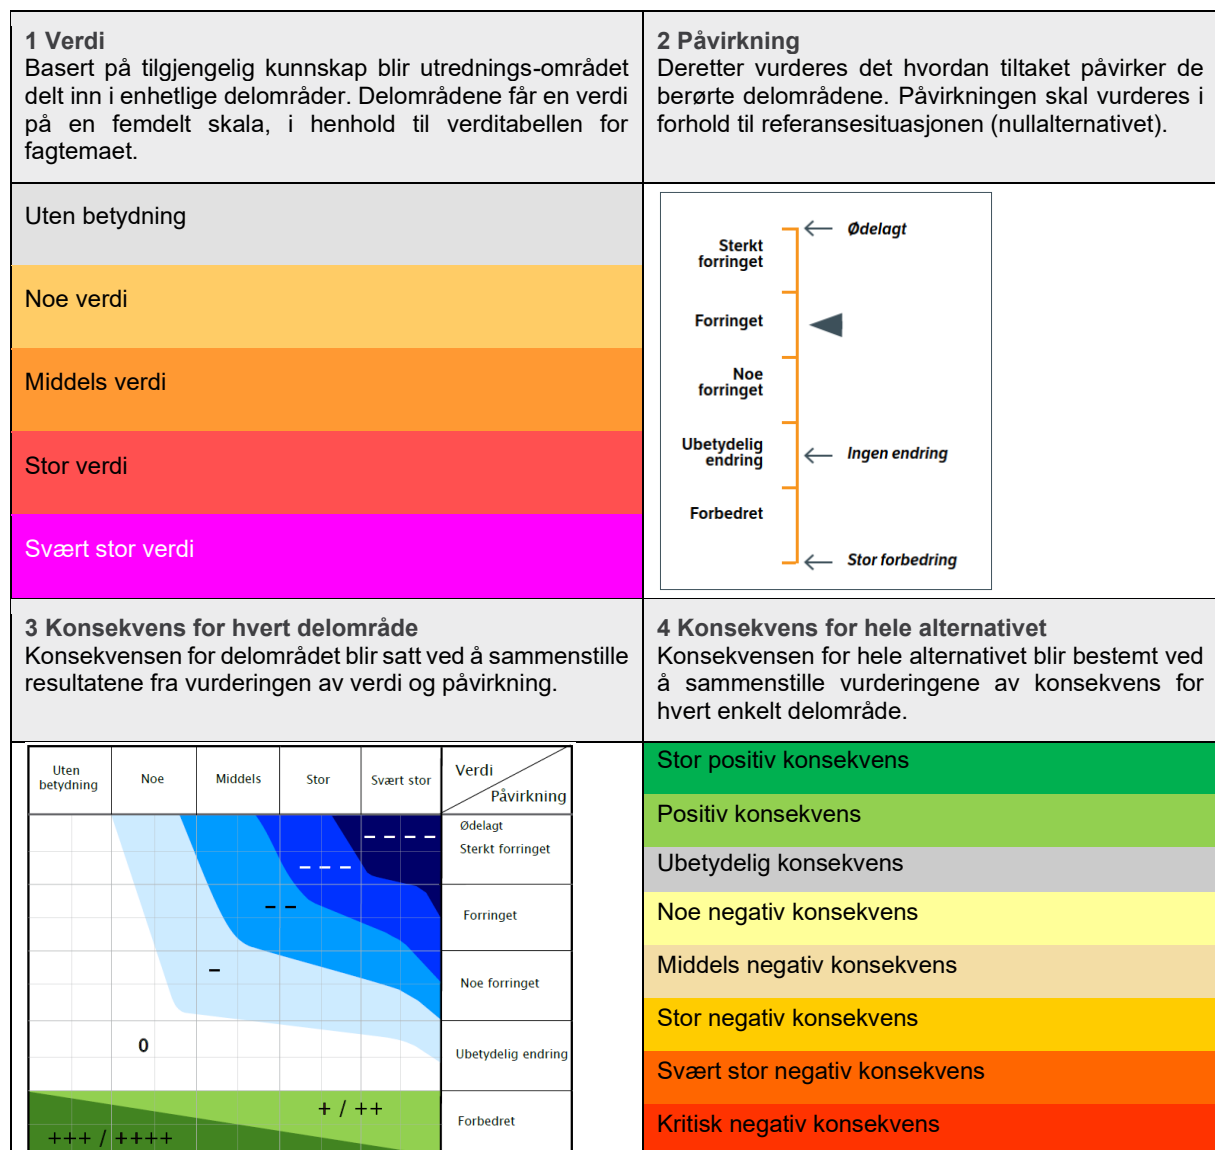 1 Verdi
Basert på tilgjengelig kunnskap blir utrednings-området
delt inn i enhetlige delområder. Delområdene får en verdi
på en femdelt skala, i henhold til verditabellen for
fagtemaet.
2 Påvirkning
Deretter vurderes det hvordan tiltaket påvirker de
berørte delområdene. Påvirkningen skal vurderes i
forhold til referansesituasjonen (nullalternativet).
Uten betydning
Noe verdi
Middels verdi
Stor verdi
Svært stor verdi
Ødelagt
Sterkt
forringet
Forringet
Noe
forringet
Ubetydelig
endring
Ingen endring
Forbedret
Stor forbedring
3 Konsekvens for hvert delområde
Konsekvensen for delområdet blir satt ved å sammenstille
resultatene fra vurderingen av verdi og påvirkning.
4 Konsekvens for hele alternativet
Konsekvensen for hele alternativet blir bestemt ved
å sammenstille vurderingene av konsekvens for
hvert enkelt delområde.
Uten
betydning
Noe
Middels
Stor
Svært stor
Verdi
Påvirkning
Ødelagt
– – – –
Sterkt forringet
– – –
– –
Forringet
–
Noe forringet
0
Ubetydelig endring
+ / ++
Forbedret
+++ / ++++
Stor positiv konsekvens
Positiv konsekvens
Ubetydelig konsekvens
Noe negativ konsekvens
Middels negativ konsekvens
Stor negativ konsekvens
Svært stor negativ konsekvens
Kritisk negativ konsekvens